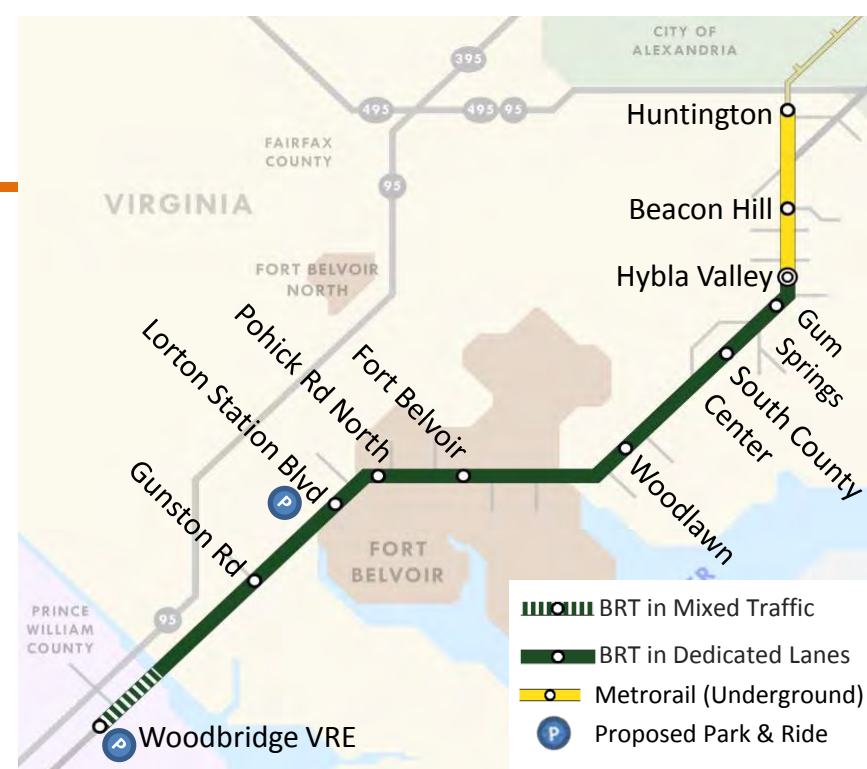 CITY OF
ALEXANDRIA
395
495
495
95
Huntington
FAIRFAX
COUNTY
95
VIRGINIA
Beacon Hill
FORT BELVOIR
NORTH
Hybla Valley
Gum
Springs
South County
Center
Woodlawn
Fort Belvoir
Pohick Rd North
Lorton Station Blvd
P
Gunston Rd
FORT
BELVOIR
PRINCE
WILLIAM
COUNTY
95
P
Woodbridge VRE
ER
BRT in Mixed Traffic
BRT in Dedicated Lanes
Metrorail (Underground)
P
Proposed Park & Ride